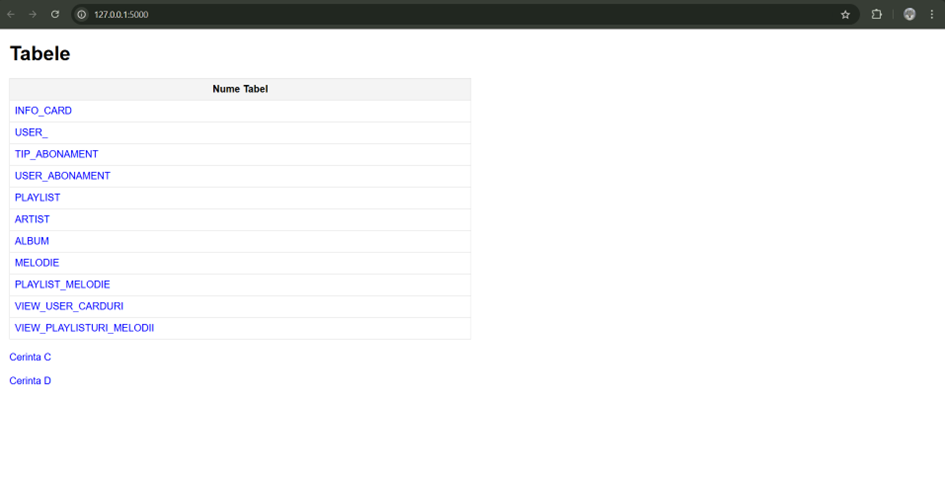 127.0.0.1:5000
Tabele
Nume Tabel
INFO_CARD
USER_
TIP_ABONAMENT
USER_ABONAMENT
PLAYLIST
ARTIST
ALBUM
MELODIE
PLAYLIST_MELODIE
VIEW_USER_CARDURI
VIEW_PLAYLISTURI_MELODII
Cerinta C
Cerinta D